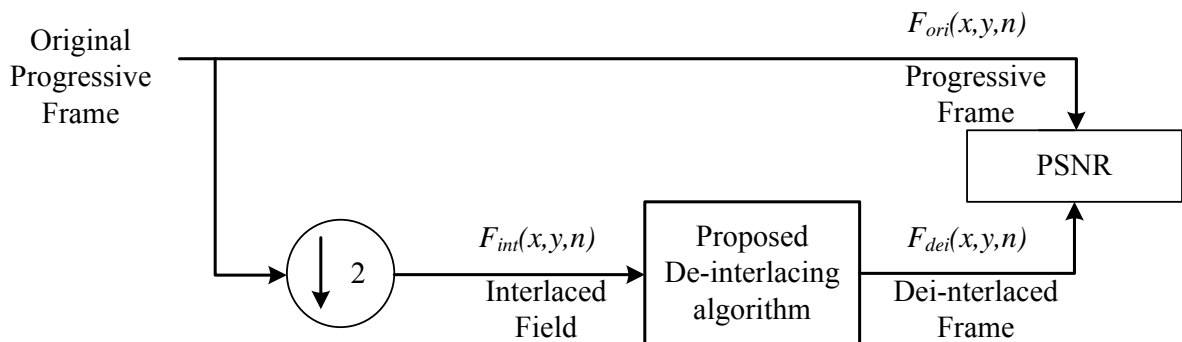 Original
Progressive
Frame
F_ori(x,y,n)
Progressive
Frame
PSNR
2
F_int(x,y,n)
Interlaced
Field
Proposed
De-interlacing
algorithm
F_dei(x,y,n)
Dei-nterlaced
Frame